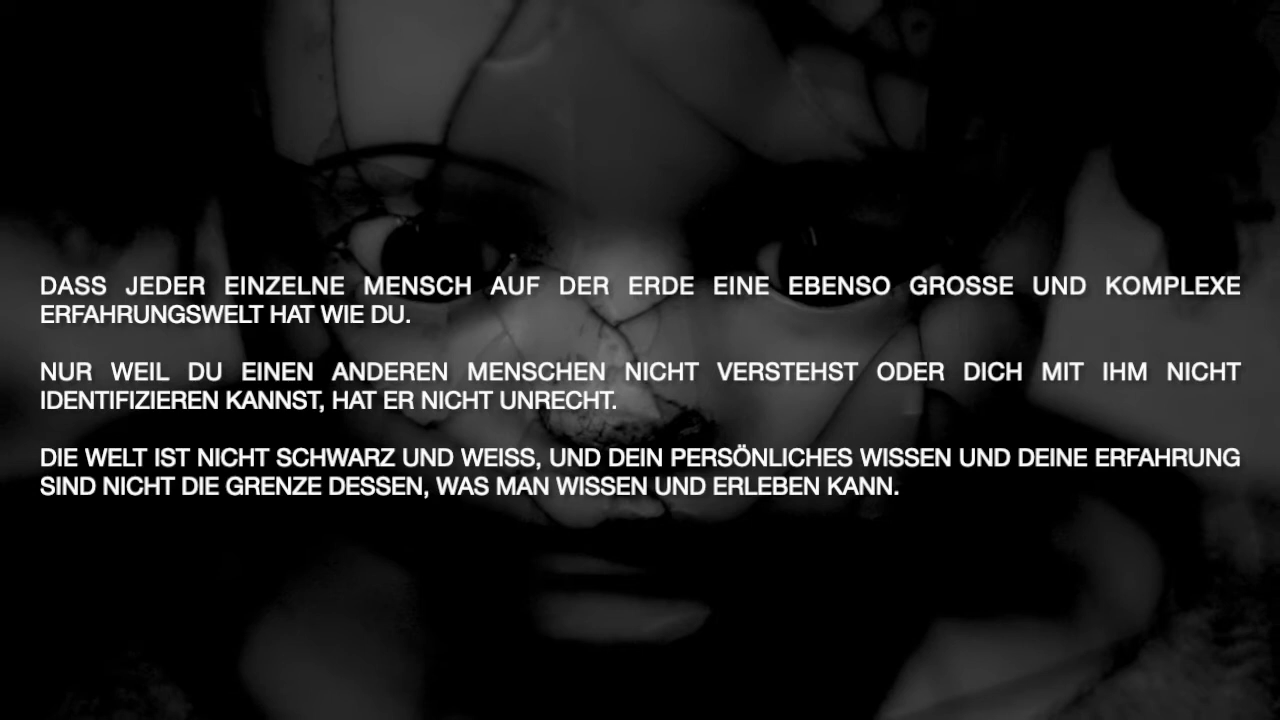 DASS JEDER EINZELNE MENSCH AUF DER ERDE EINE EBENSO GROSSE UND KOMPLEXE
ERFAHRUNGSWELT HAT WIE DU.
NUR WEIL DU EINEN ANDEREN MENSCHEN NICHT VERSTEHST ODER DICH MIT IHM NICHT
IDENTIFIZIEREN KANNST, HAT ER NICHT UNRECHT.
DIE WELT IST NICHT SCHWARZ UND WEISS, UND DEIN PERSÖNLICHES WISSEN UND DEINE ERFAHRUNG
SIND NICHT DIE GRENZE DESSEN, WAS MAN WISSEN UND ERLEBEN KANN.